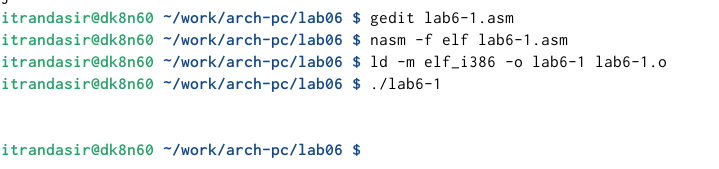 itrandasir@dk8n60 ~/work/arch-pc/lab06 $ gedit lab6-1.asm
itrandasir@dk8n60 ~/work/arch-pc/lab06 $ nasm -f elf lab6-1.asm
itrandasir@dk8n60 ~/work/arch-pc/lab06 $ ld -m elf_i386 -o lab6-1 lab6-1.o
itrandasir@dk8n60 ~/work/arch-pc/lab06 $ ./lab6-1
itrandasir@dk8n60 ~/work/arch-pc/lab06 $